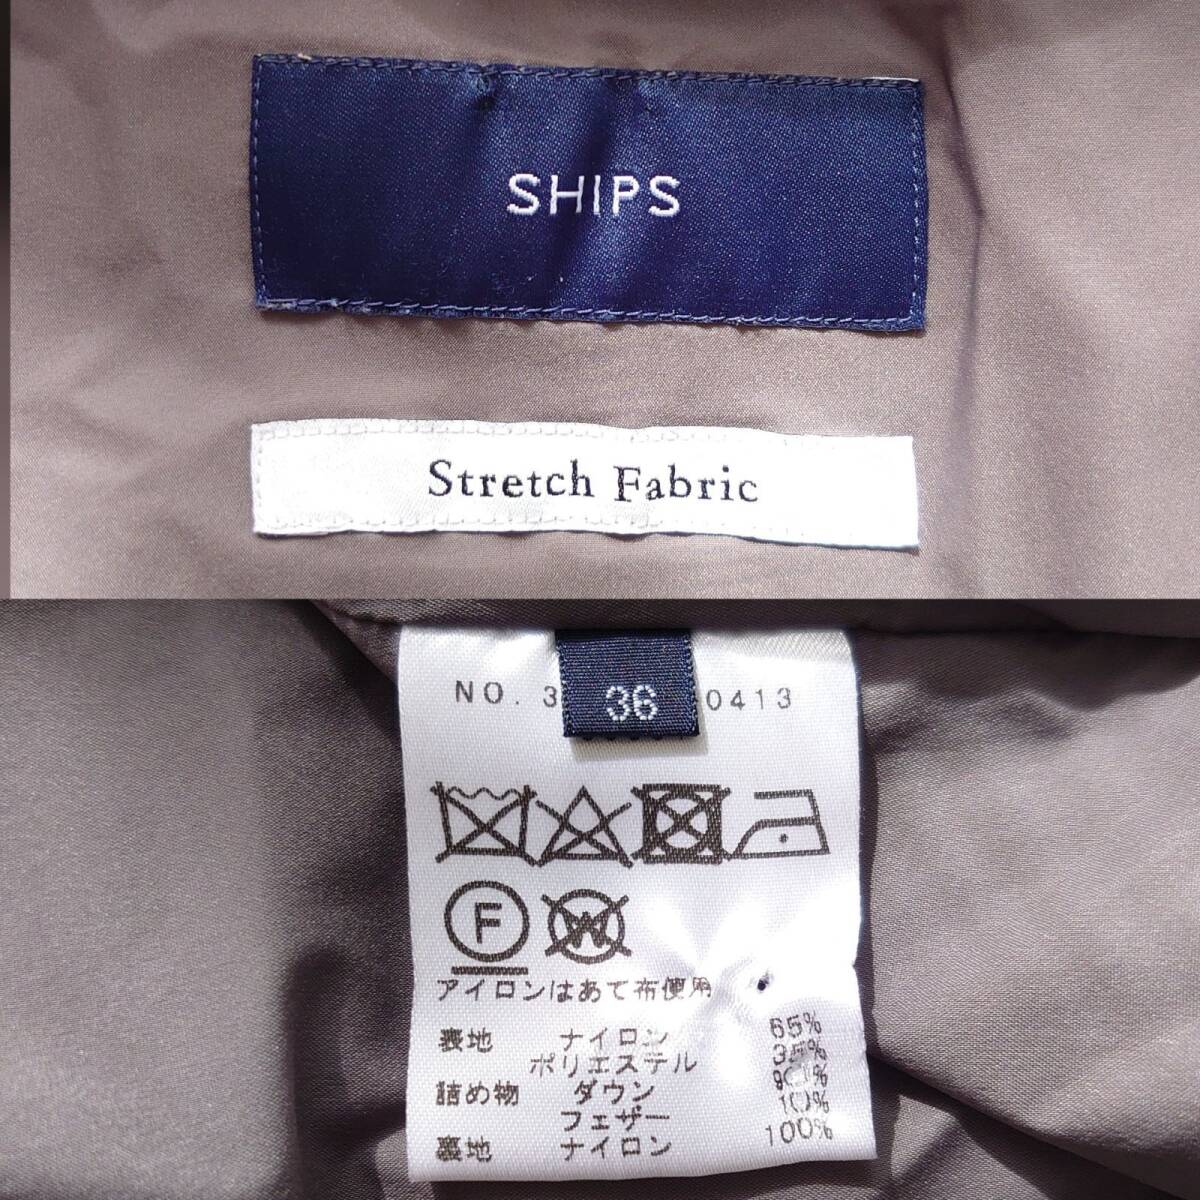 SHIPS
Stretch Fabric
NO. 3 0413
36
F
W
アイロンはあて布使用
表地 ナイロン 65%
ポリエステル 35%
詰め物 ダウン 90%
フェザー 10%
裏地 ナイロン 100%